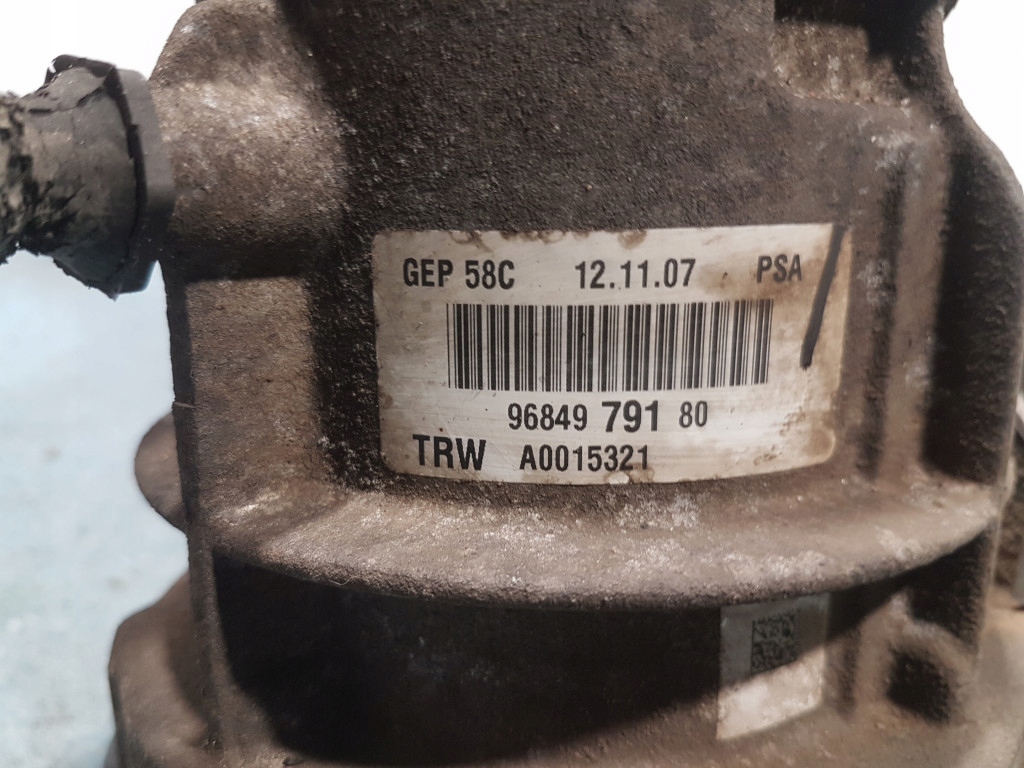 GEP 58C 12.11.07 PSA
96849 791 80
TRW A0015321